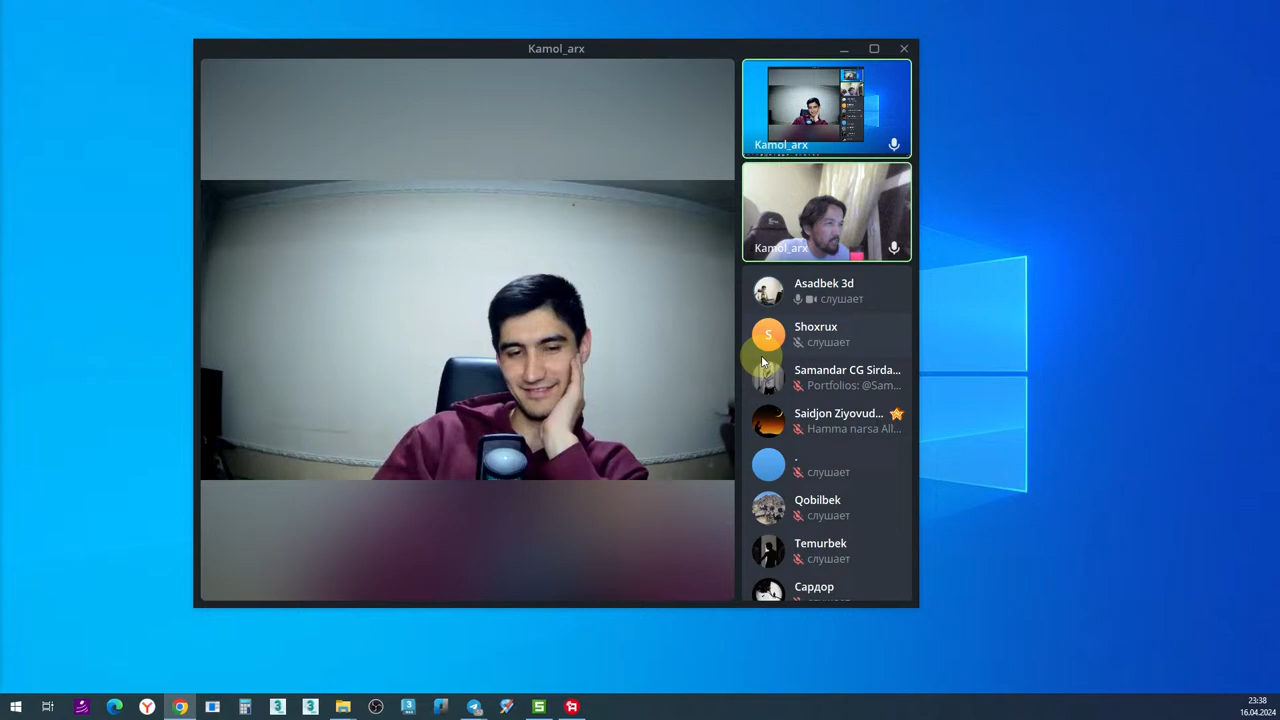 Kamol_arx
Kamol_arx
Kamol_arx
Asadbek 3d
слушает
S
Shoxrux
слушает
Samandar CG Sirda...
Portfolios: @Sam...
Saidjon Ziyovud...
Hamma narsa All...
.
слушает
Qobilbek
слушает
Temurbek
слушает
Сардор
23:38
16.04.2024